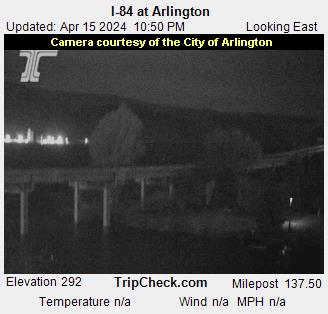 I-84 at Arlington
Updated: Apr 15 2024 10:50 PM Looking East
Camera courtesy of the City of Arlington
Elevation 292 TripCheck.com Milepost 137.50
Temperature n/a Wind n/a MPH n/a